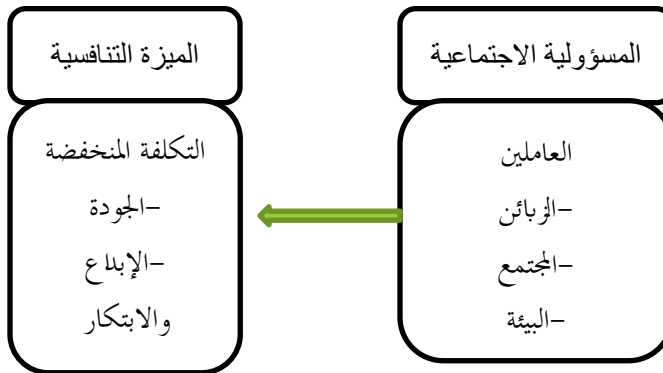 المسؤولية الاجتماعية
العاملين
-الزبائن
-المجتمع
-البيئة
الميزة التنافسية
التكلفة المنخفضة
-الجودة
-الإبداع
والابتكار